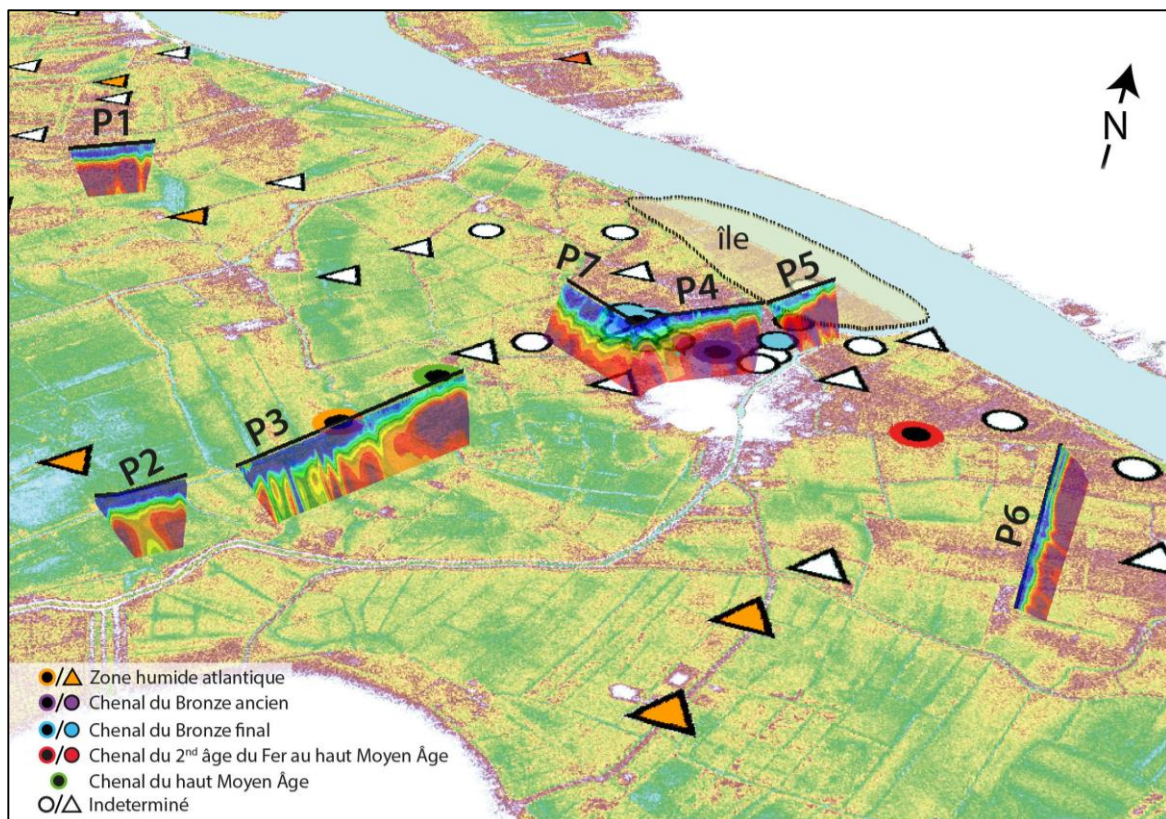 N
P1
île
P5
P7
P4
P3
P2
P6
Zone humide atlantique
Chenal du Bronze ancien
Chenal du Bronze final
Chenal du 2nd âge du Fer au haut Moyen Âge
Chenal du haut Moyen Âge
Indeterminé